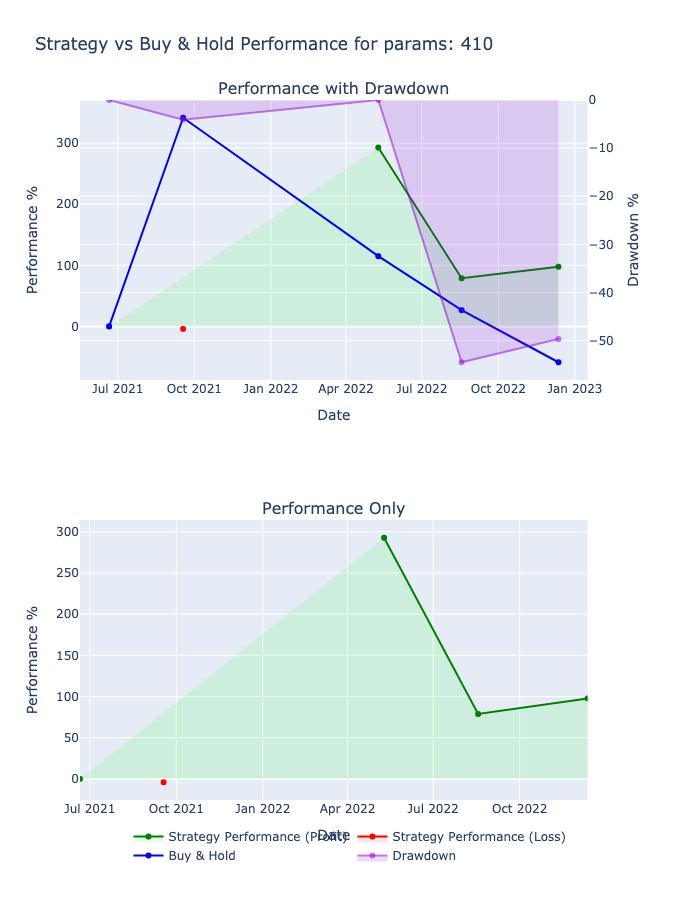 Strategy vs Buy & Hold Performance for params: 410
Performance with Drawdown
Performance %
300
200
100
0
0
−10
−20
−30
−40
−50
Drawdown %
Jul 2021 Oct 2021 Jan 2022 Apr 2022 Jul 2022 Oct 2022 Jan 2023
Date
Performance Only
Performance %
300
250
200
150
100
50
0
Jul 2021 Oct 2021 Jan 2022 Apr 2022 Jul 2022 Oct 2022
Date
Strategy Performance (Profit) Strategy Performance (Loss)
Buy & Hold Drawdown